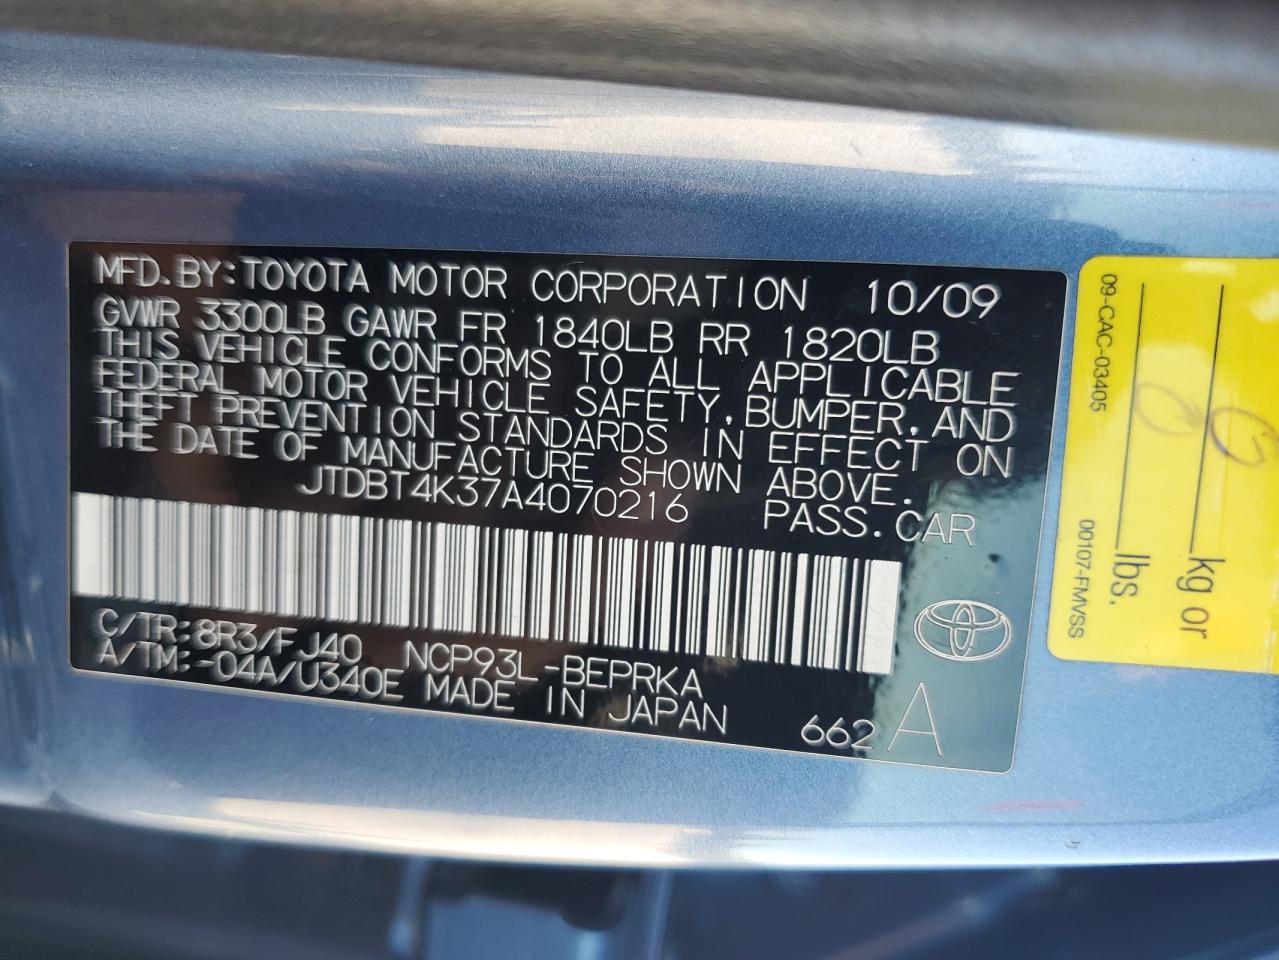 MFD.BY:TOYOTA MOTOR CORPORATION 10/09
GVWR 3300LB GAWR FR 1840LB RR 1820LB
THIS VEHICLE CONFORMS TO ALL APPLICABLE
FEDERAL MOTOR VEHICLE SAFETY,BUMPER,AND
THEFT PREVENTION STANDARDS IN EFFECT ON
THE DATE OF MANUFACTURE SHOWN ABOVE.
JTDBT4K37A4070216 PASS.CAR
C/TR:8R3/FJ40 NCP93L-BEPRKA
A/TM:-04A/U340E MADE IN JAPAN
662 A
09-CAC-03405
00107-FMVSS
lbs.
kg or